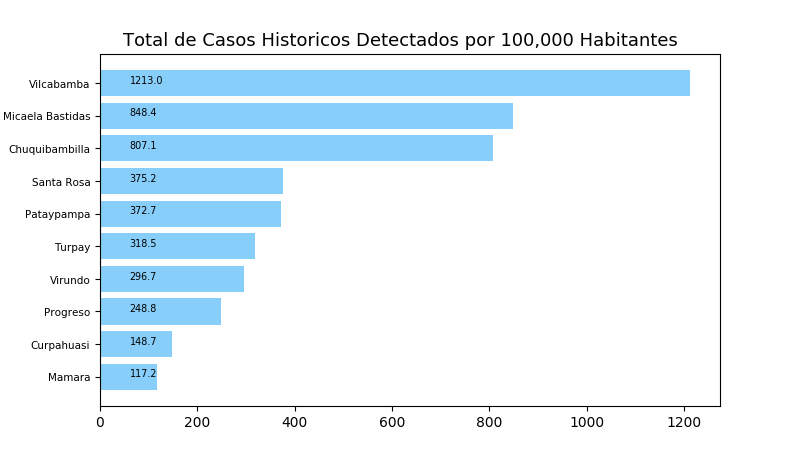 Total de Casos Historicos Detectados por 100,000 Habitantes
Vilcabamba 1213.0
Micaela Bastidas 848.4
Chuquibambilla 807.1
Santa Rosa 375.2
Pataypampa 372.7
Turpay 318.5
Virundo 296.7
Progreso 248.8
Curpahuasi 148.7
Mamara 117.2
0 200 400 600 800 1000 1200